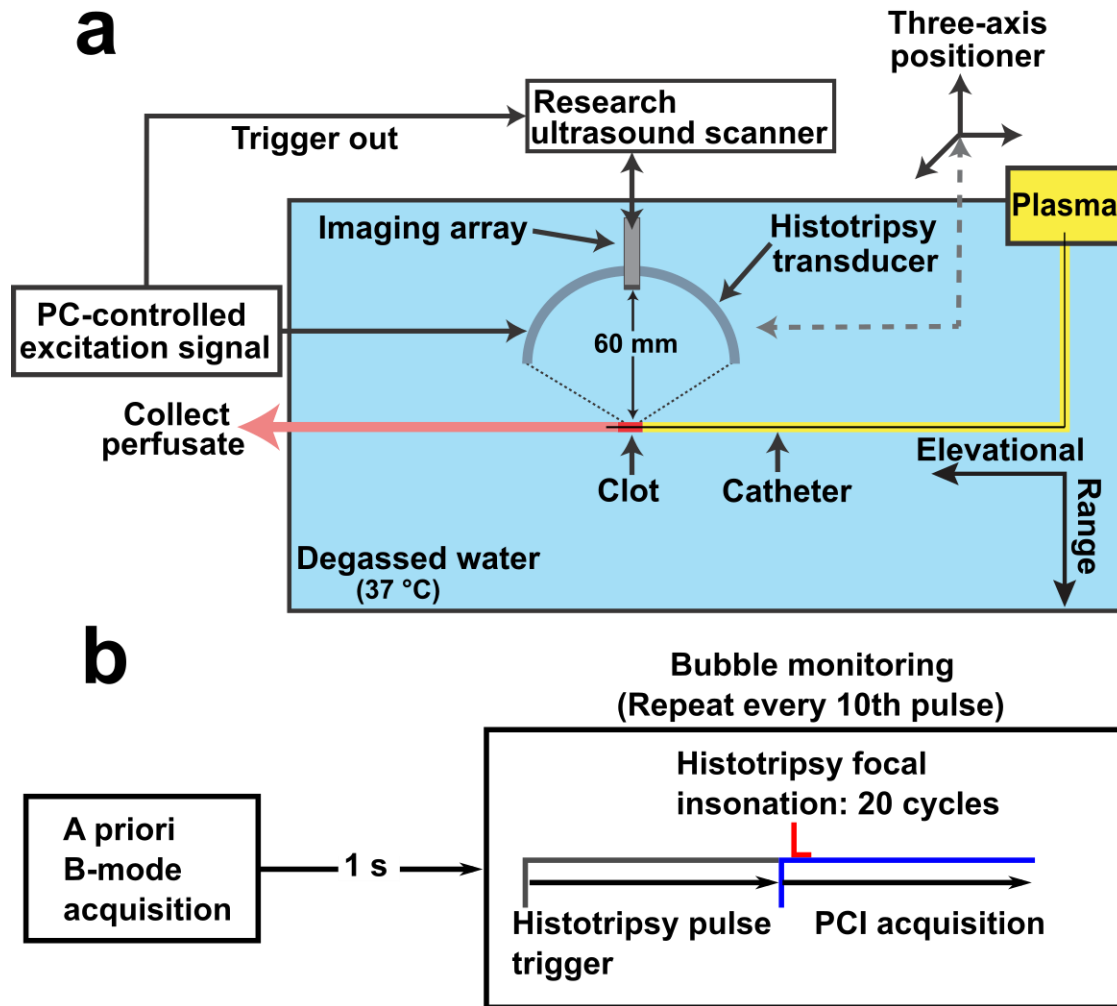 a
Three-axis
positioner
Research
ultrasound scanner
Trigger out
Plasma
Imaging array
Histotripsy
transducer
PC-controlled
excitation signal
60 mm
Collect
perfusate
Elevational
Clot
Catheter
Range
Degassed water
(37 °C)
b
Bubble monitoring
(Repeat every 10th pulse)
Histotripsy focal
insonation: 20 cycles
A priori
B-mode
acquisition
1 s
Histotripsy pulse
trigger
PCI acquisition